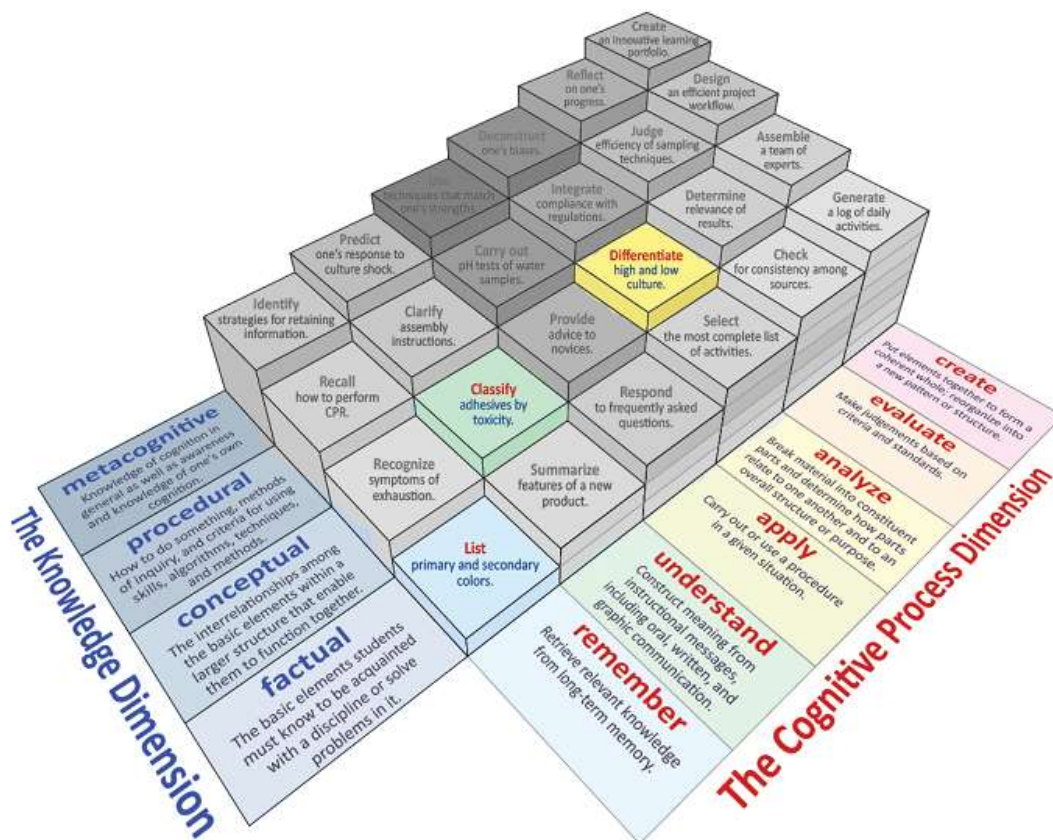 Create
an innovative learning
portfolio.
Reflect
on one's
progress.
Design
an efficient project
workflow.
Deconstruct
one's biases.
Judge
efficiency of sampling
techniques.
Assemble
a team of
experts.
techniques that match
one's strengths.
Integrate
compliance with
regulations.
Determine
relevance of
results.
Generate
a log of daily
activities.
Predict
one's response to
culture shock.
Carry out
pH tests of water
samples.
Differentiate
high and low
culture.
Check
for consistency among
sources.
Identify
strategies for retaining
information.
Clarify
assembly
instructions.
Provide
advice to
novices.
Select
the most complete list
of activities.
Recall
how to perform
CPR.
Classify
adhesives by
toxicity.
Respond
to frequently asked
questions.
Recognize
symptoms of
exhaustion.
Summarize
features of a new
product.
List
primary and secondary
colors.
metacognitive
Knowledge of cognition in
general as well as awareness
and knowledge of one's own
cognition.
procedural
How to do something, methods
of inquiry, and criteria for using
skills, algorithms, techniques,
and methods.
conceptual
The interrelationships among
the basic elements within a
larger structure that enable
them to function together.
factual
The basic elements students
must know to be acquainted
with a discipline or solve
problems in it.
The Knowledge Dimension
create
Put elements together to form a
coherent whole; reorganize into
a new pattern or structure.
evaluate
Make judgements based on
criteria and standards.
analyze
Break material into constituent
parts and determine how parts
relate to one another and to an
overall structure or purpose.
apply
Carry out or use a procedure
in a given situation.
understand
Construct meaning from
instructional messages,
including oral, written, and
graphic communication.
remember
Retrieve relevant knowledge
from long-term memory.
The Cognitive Process Dimension